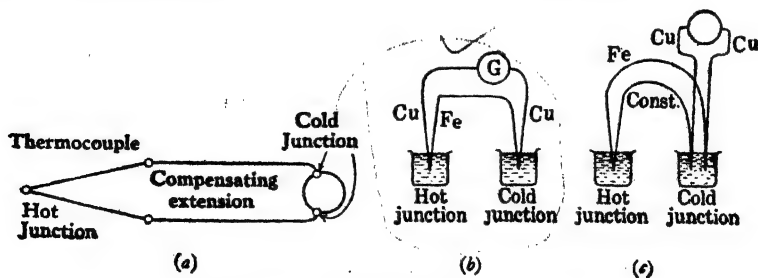 Thermocouple
Hot
Junction
Compensating
extension
Cold
Junction
(a)
G
Cu
Fe
Cu
Hot
junction
Cold
junction
(b)
Cu
Cu
Fe
Const.
Hot
junction
Cold
junction
(c)